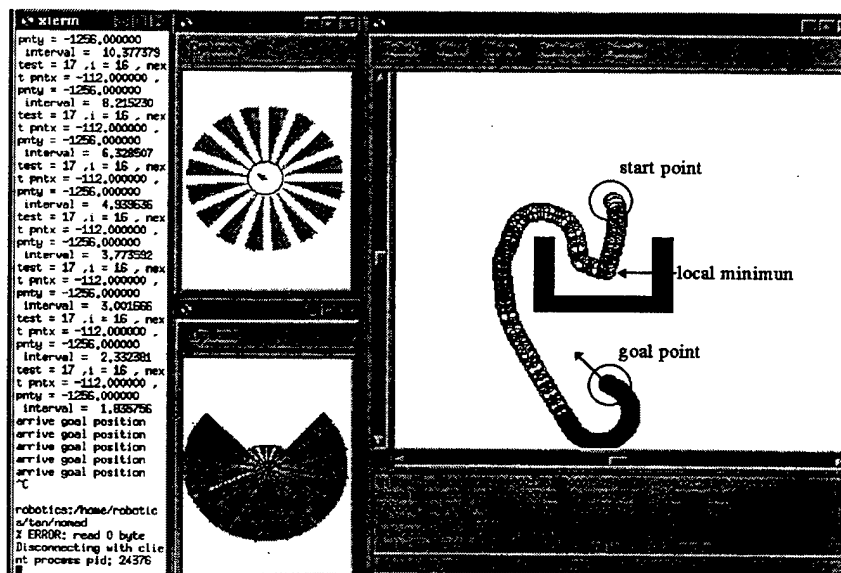 xterm
pnty = -1256.000000
interval = 10.377379
test = 17 ,i = 16 , nex
t pntx = -112.000000 ,
pnty = -1256.000000
interval = 8.215230
test = 17 ,i = 16 , nex
t pntx = -112.000000 ,
pnty = -1256.000000
interval = 6.328507
test = 17 ,i = 16 , nex
t pntx = -112.000000 ,
pnty = -1256.000000
interval = 4.939636
test = 17 ,i = 16 , nex
t pntx = -112.000000 ,
pnty = -1256.000000
interval = 3.773592
test = 17 ,i = 16 , nex
t pntx = -112.000000 ,
pnty = -1256.000000
interval = 3.001666
test = 17 ,i = 16 , nex
t pntx = -112.000000 ,
pnty = -1256.000000
interval = 2.332381
test = 17 ,i = 16 , nex
t pntx = -112.000000 ,
pnty = -1256.000000
interval = 1.835756
arrive goal position
arrive goal position
arrive goal position
arrive goal position
arrive goal position
^C
robotics:/home/robotic
s/tan/nomad
X ERROR: read 0 byte
Disconnecting with clie
nt process pid: 24376
start point
local minimun
goal point